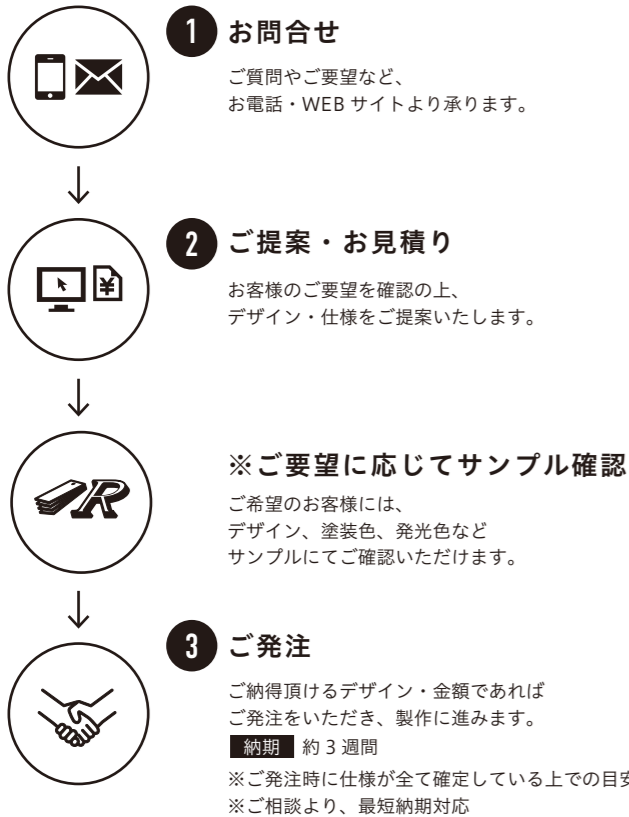 1 お問合せ
ご質問やご要望など、
お電話・WEB サイトより承ります。
2 ご提案・お見積り
お客様のご要望を確認の上、
デザイン・仕様をご提案いたします。
※ご要望に応じてサンプル確認
ご希望のお客様には、
デザイン、塗装色、発光色など
サンプルにてご確認いただけます。
R
3 ご発注
ご納得頂けるデザイン・金額であれば
ご発注をいただき、製作に進みます。
納期 約 3 週間
※ご発注時に仕様が全て確定している上での目安
※ご相談より、最短納期対応